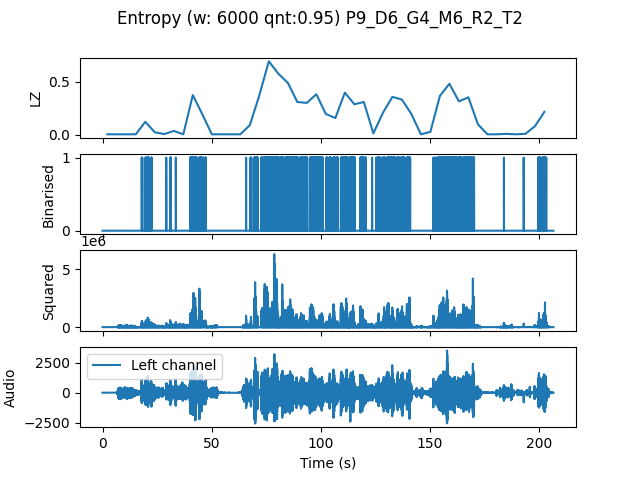 Entropy (w: 6000 qnt:0.95) P9_D6_G4_M6_R2_T2
LZ
0.5
0.0
Binarised
1
0
1e6
Squared
5
0
Audio
2500
0
−2500
Left channel
0
50
100
150
200
Time (s)